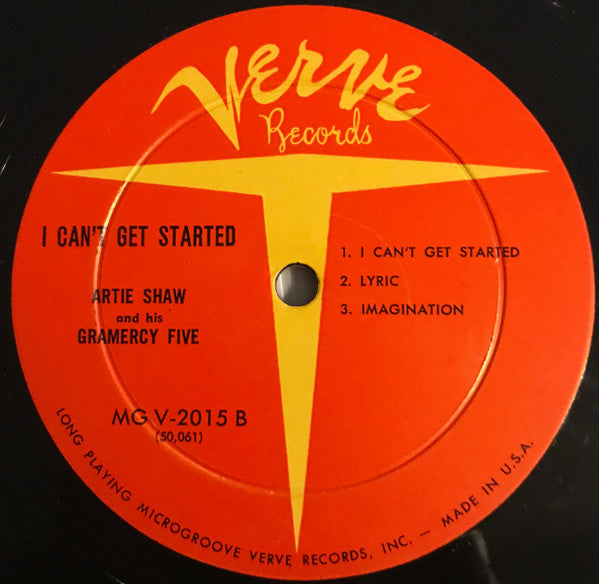 Verve
Records
I CAN'T GET STARTED
ARTIE SHAW
and his
GRAMERCY FIVE
1. I CAN'T GET STARTED
2. LYRIC
3. IMAGINATION
MG V-2015 B
(50,061)
LONG PLAYING MICROGROOVE VERVE RECORDS, INC. — MADE IN U.S.A.